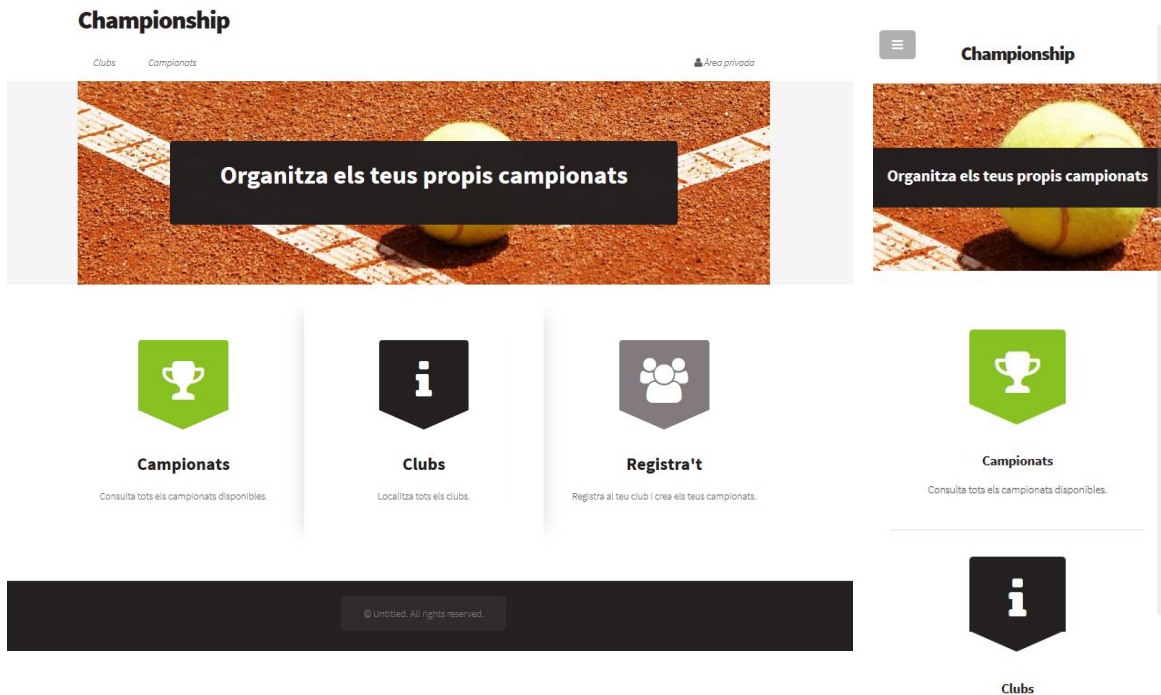 Championship
Clubs Campionats Àrea privada
Organitza els teus propis campionats
Campionats
Consulta tots els campionats disponibles.
Clubs
Localitza tots els clubs.
Registra't
Registra al teu club i crea els teus campionats.
© Untitled. All rights reserved.
Championship
Organitza els teus propis campionats
Campionats
Consulta tots els campionats disponibles.
Clubs